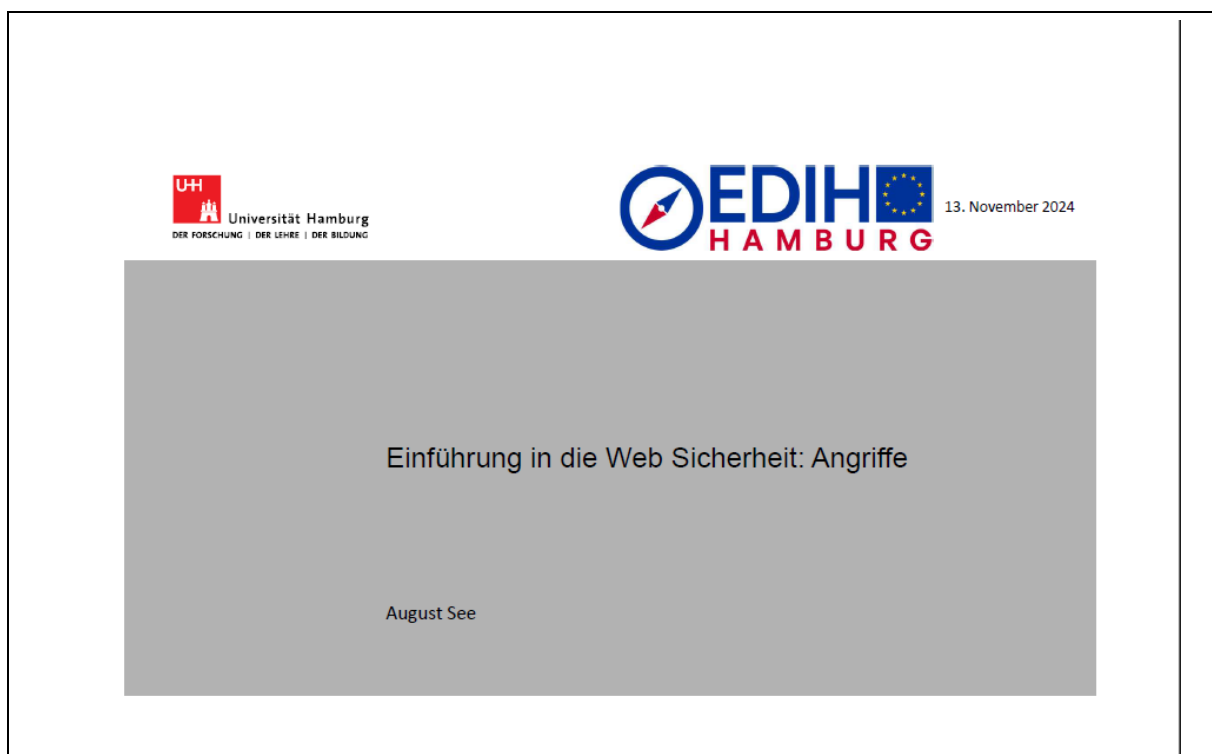 UH
Universität Hamburg
DER FORSCHUNG | DER LEHRE | DER BILDUNG
EDIH
HAMBURG
13. November 2024
Einführung in die Web Sicherheit: Angriffe
August See